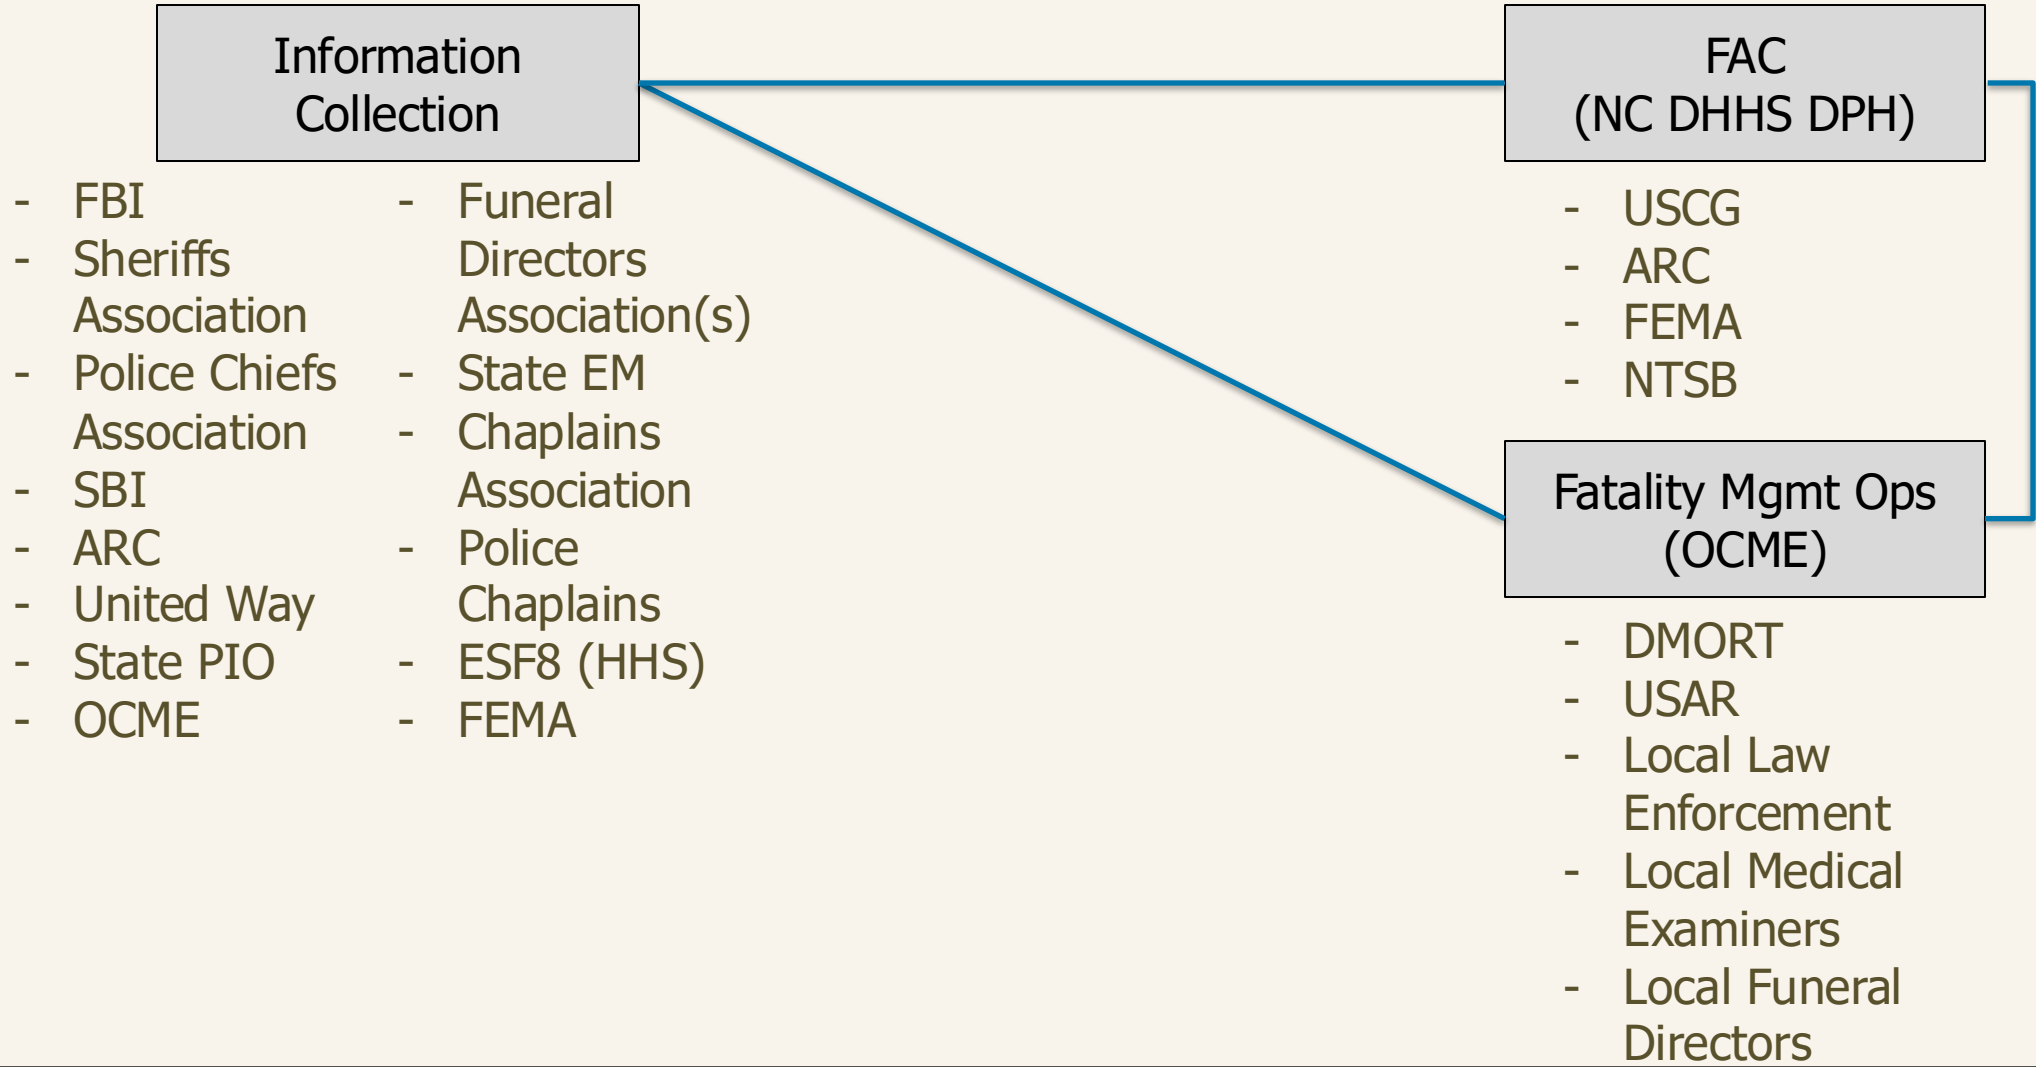 Information
Collection
- FBI
- Sheriffs
Association
- Police Chiefs
Association
- SBI
- ARC
- United Way
- State PIO
- OCME
- Funeral
Directors
Association(s)
- State EM
- Chaplains
Association
- Police
Chaplains
- ESF8 (HHS)
- FEMA
FAC
(NC DHHS DPH)
- USCG
- ARC
- FEMA
- NTSB
Fatality Mgmt Ops
(OCME)
- DMORT
- USAR
- Local Law
Enforcement
- Local Medical
Examiners
- Local Funeral
Directors